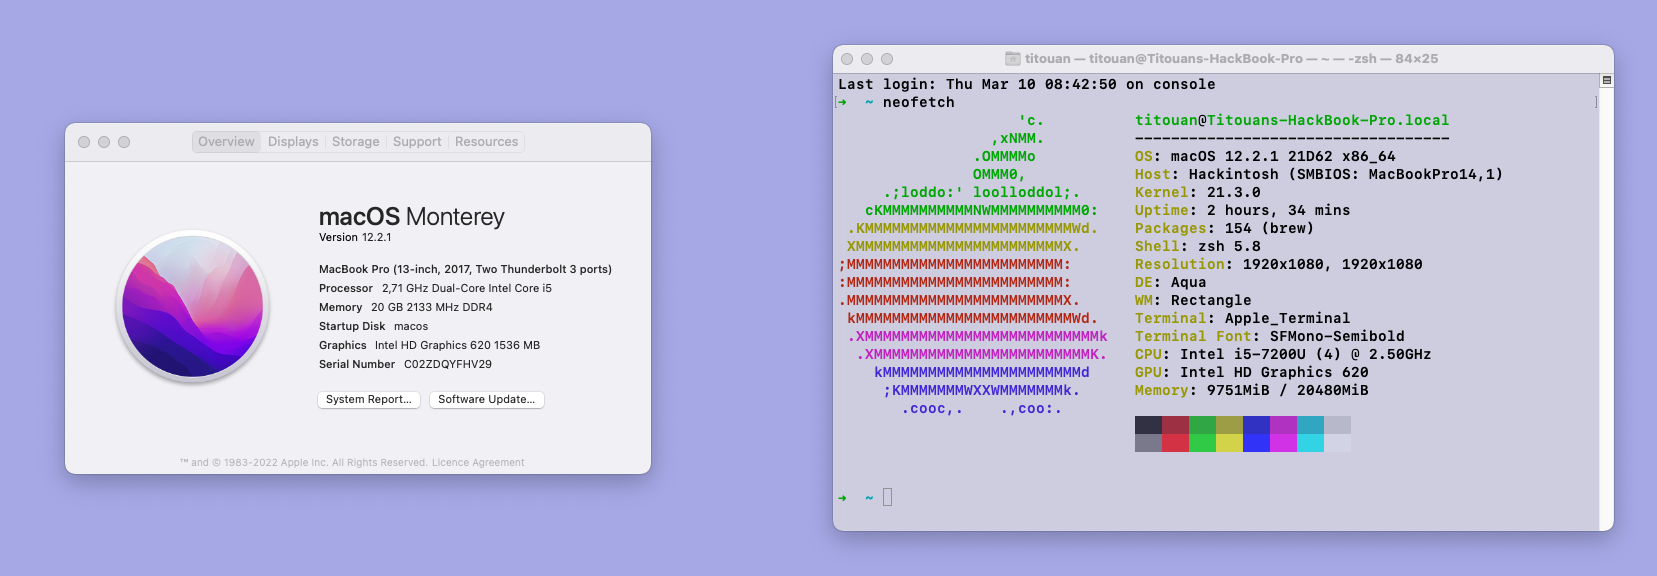 Overview Displays Storage Support Resources
macOS Monterey
Version 12.2.1
MacBook Pro (13-inch, 2017, Two Thunderbolt 3 ports)
Processor 2,71 GHz Dual-Core Intel Core i5
Memory 20 GB 2133 MHz DDR4
Startup Disk macos
Graphics Intel HD Graphics 620 1536 MB
Serial Number C02ZDQYFHV29
System Report... Software Update...
™ and © 1983-2022 Apple Inc. All Rights Reserved. Licence Agreement
titouan — titouan@Titouans-HackBook-Pro — ~ — -zsh — 84×25
Last login: Thu Mar 10 08:42:50 on console
➜  ~ neofetch
                    'c.          titouan@Titouans-HackBook-Pro.local
                 ,xNMM.          -----------------------------------
               .OMMMMo           OS: macOS 12.2.1 21D62 x86_64
               OMMM0,            Host: Hackintosh (SMBIOS: MacBookPro14,1)
     .;loddo:' loolloddol;.      Kernel: 21.3.0
   cKMMMMMMMMMMNWMMMMMMMMMM0:    Uptime: 2 hours, 34 mins
 .KMMMMMMMMMMMMMMMMMMMMMMMWd.    Packages: 154 (brew)
 XMMMMMMMMMMMMMMMMMMMMMMMX.      Shell: zsh 5.8
;MMMMMMMMMMMMMMMMMMMMMMMM:       Resolution: 1920x1080, 1920x1080
:MMMMMMMMMMMMMMMMMMMMMMMM:       DE: Aqua
.MMMMMMMMMMMMMMMMMMMMMMMMX.      WM: Rectangle
 kMMMMMMMMMMMMMMMMMMMMMMMMWd.    Terminal: Apple_Terminal
 .XMMMMMMMMMMMMMMMMMMMMMMMMMMk   Terminal Font: SFMono-Semibold
  .XMMMMMMMMMMMMMMMMMMMMMMMMK.   CPU: Intel i5-7200U (4) @ 2.50GHz
    kMMMMMMMMMMMMMMMMMMMMMMd     GPU: Intel HD Graphics 620
     ;KMMMMMMMWXXWMMMMMMMk.      Memory: 9751MiB / 20480MiB
       .cooc,.    .,coo:.
➜  ~